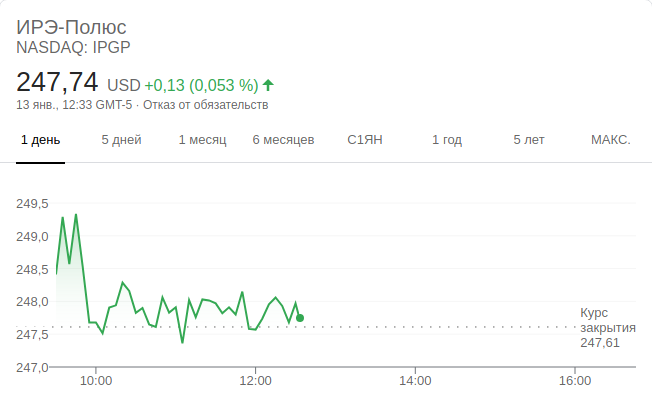 ИРЭ-Полюс
NASDAQ: IPGP
247,74 USD +0,13 (0,053 %)
13 янв., 12:33 GMT-5 · Отказ от обязательств
1 день 5 дней 1 месяц 6 месяцев С1ЯН 1 год 5 лет МАКС.
249,5
249,0
248,5
248,0
247,5
247,0
Курс
закрытия
247,61
10:00 12:00 14:00 16:00